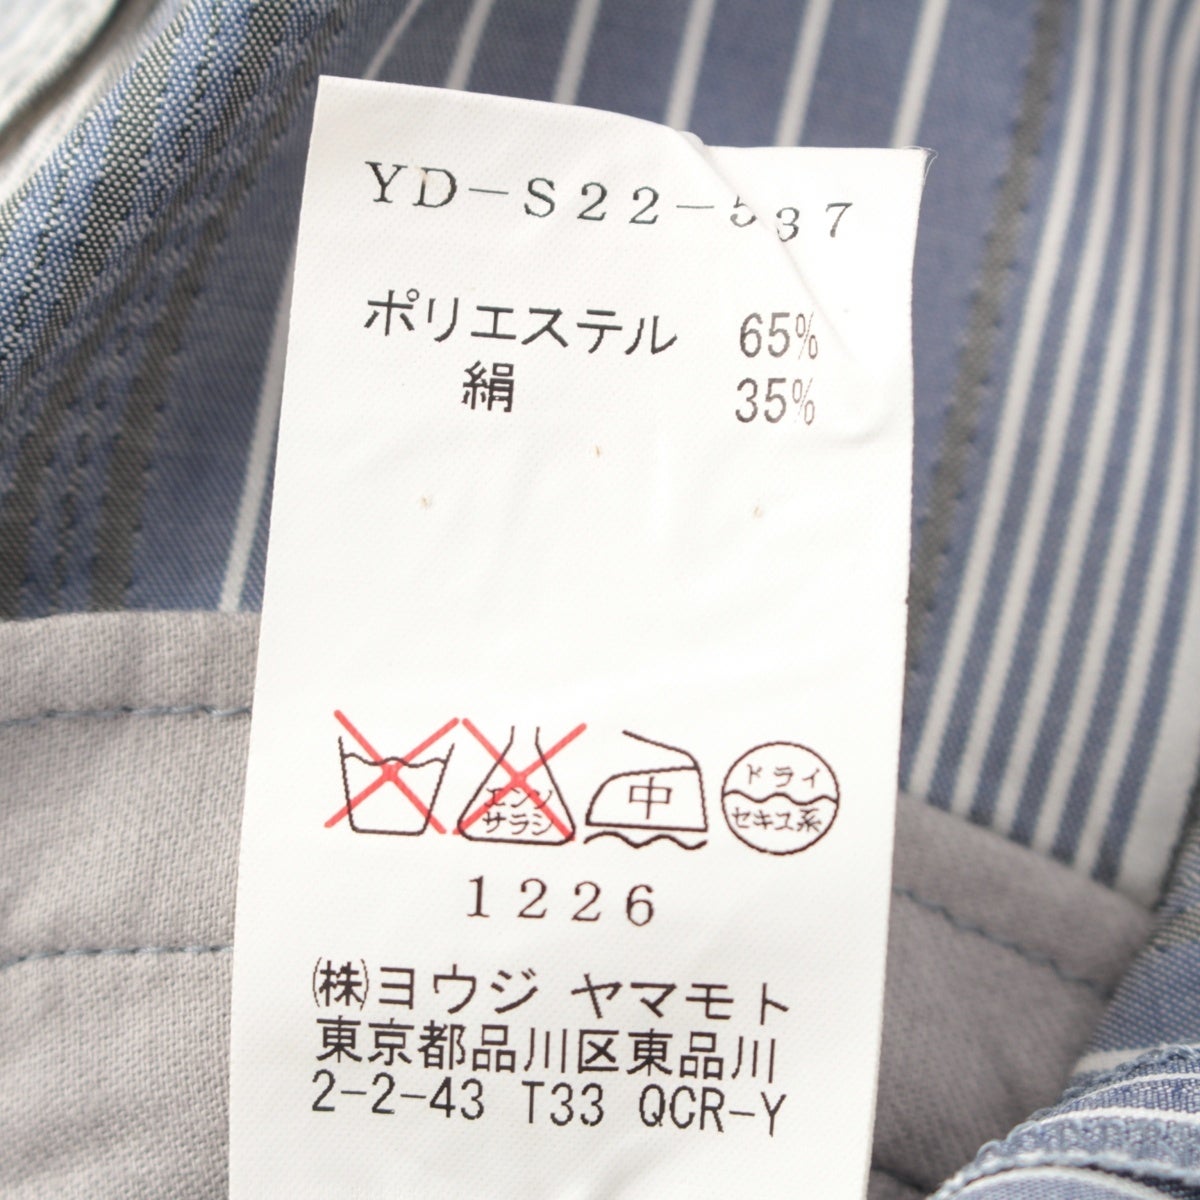 YD-S22-537
ポリエステル 65%
絹 35%
エンソ
サラシ
中
ドライ
セキユ系
1226
㈱ヨウジ ヤマモト
東京都品川区東品川
2-2-43 T33 QCR-Y